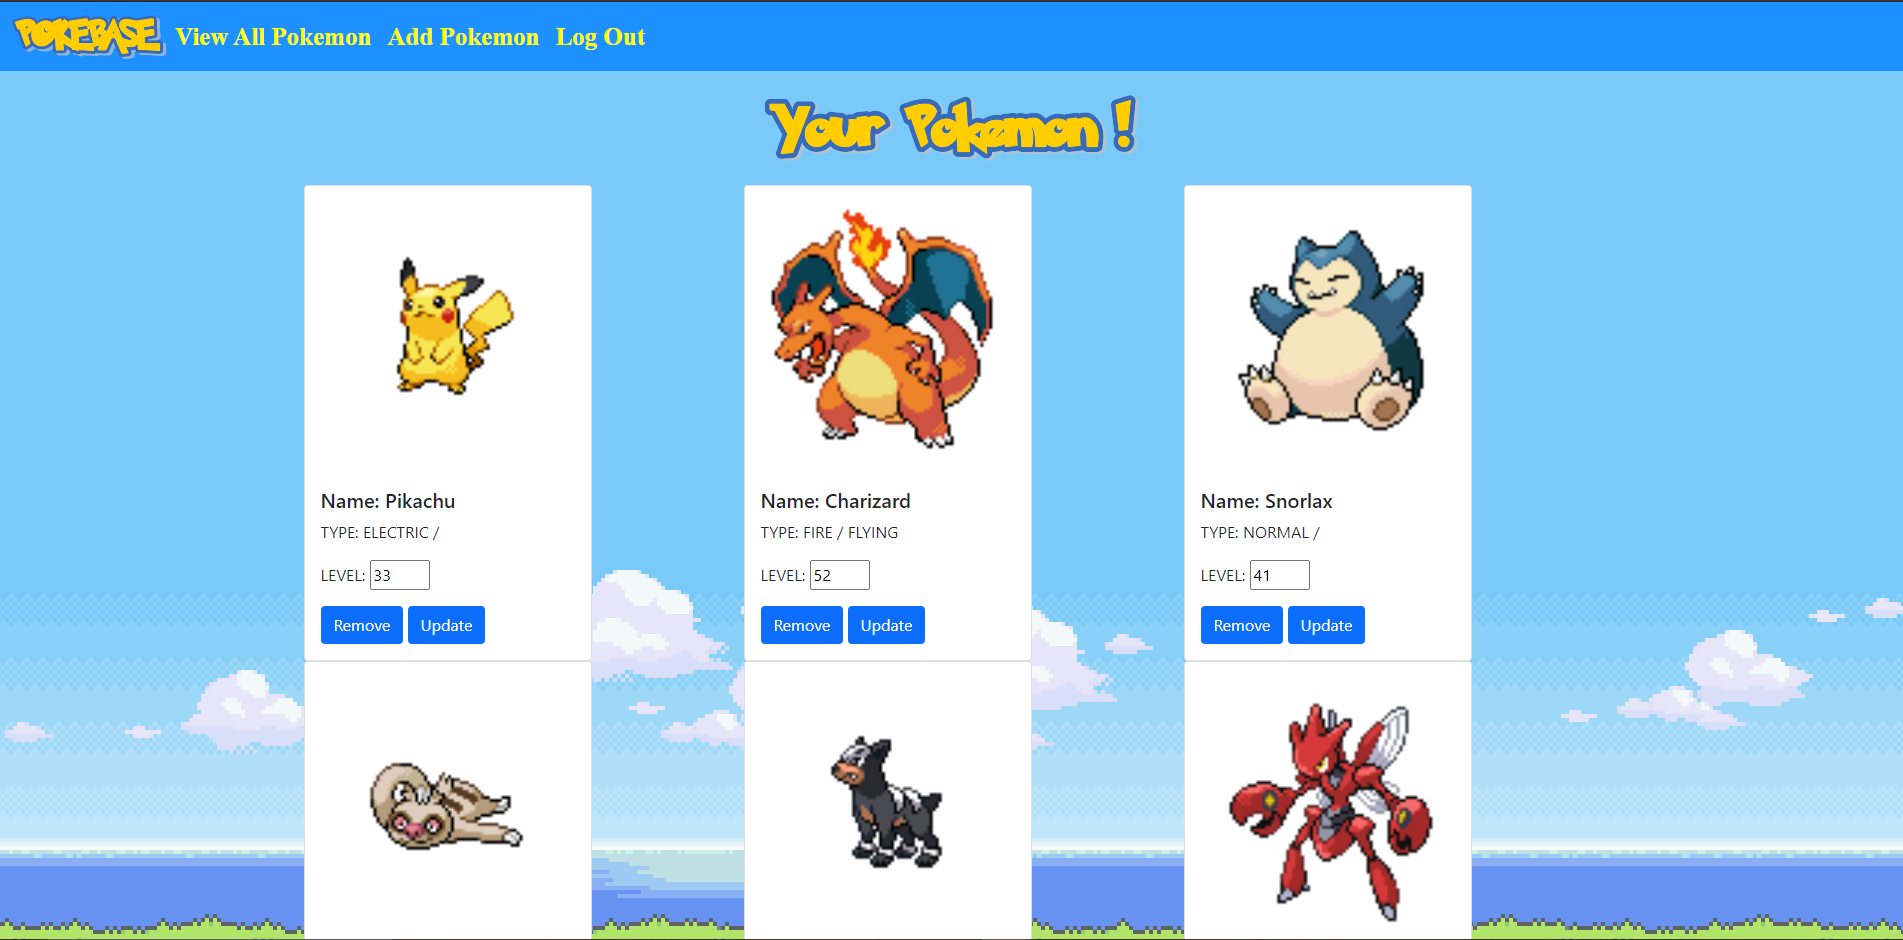 POKEBASE View All Pokemon Add Pokemon Log Out
Your Pokemon!
Name: Pikachu
TYPE: ELECTRIC /
LEVEL: 33
Remove Update
Name: Charizard
TYPE: FIRE / FLYING
LEVEL: 52
Remove Update
Name: Snorlax
TYPE: NORMAL /
LEVEL: 41
Remove Update